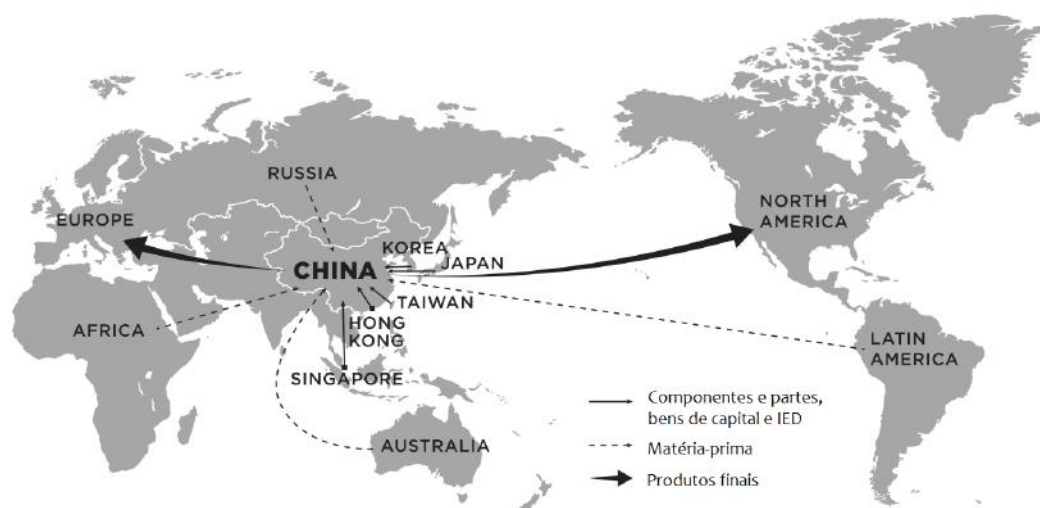 RUSSIA
EUROPE
NORTH
AMERICA
KOREA
CHINA
JAPAN
TAIWAN
AFRICA
HONG
KONG
LATIN
AMERICA
SINGAPORE
AUSTRALIA
Componentes e partes,
bens de capital e IED
Matéria-prima
Produtos finais